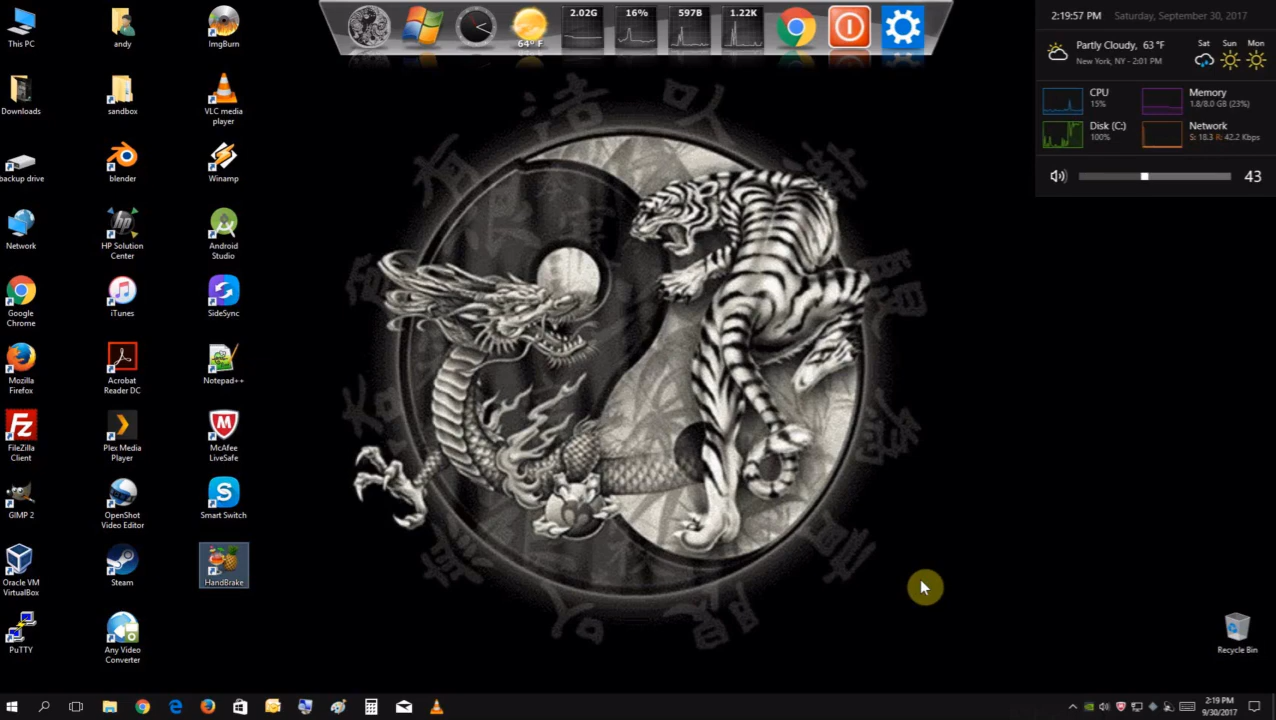 This PC
andy
ImgBurn
Downloads
sandbox
VLC media
player
backup drive
blender
Winamp
Network
HP Solution
Center
Android
Studio
Google
Chrome
iTunes
SideSync
Mozilla
Firefox
Acrobat
Reader DC
Notepad++
FileZilla
Client
Plex Media
Player
McAfee
LiveSafe
GIMP 2
OpenShot
Video Editor
Smart Switch
Oracle VM
VirtualBox
Steam
HandBrake
PuTTY
Any Video
Converter
64° F
2.02G
16%
597B
1.22K
2:19:57 PM Saturday, September 30, 2017
Partly Cloudy, 63 °F
New York, NY - 2:01 PM
Sat Sun Mon
CPU
15%
Memory
1.8/8.0 GB (23%)
Disk (C:)
100%
Network
S: 18.3 R: 42.2 Kbps
43
Recycle Bin
2:19 PM
9/30/2017